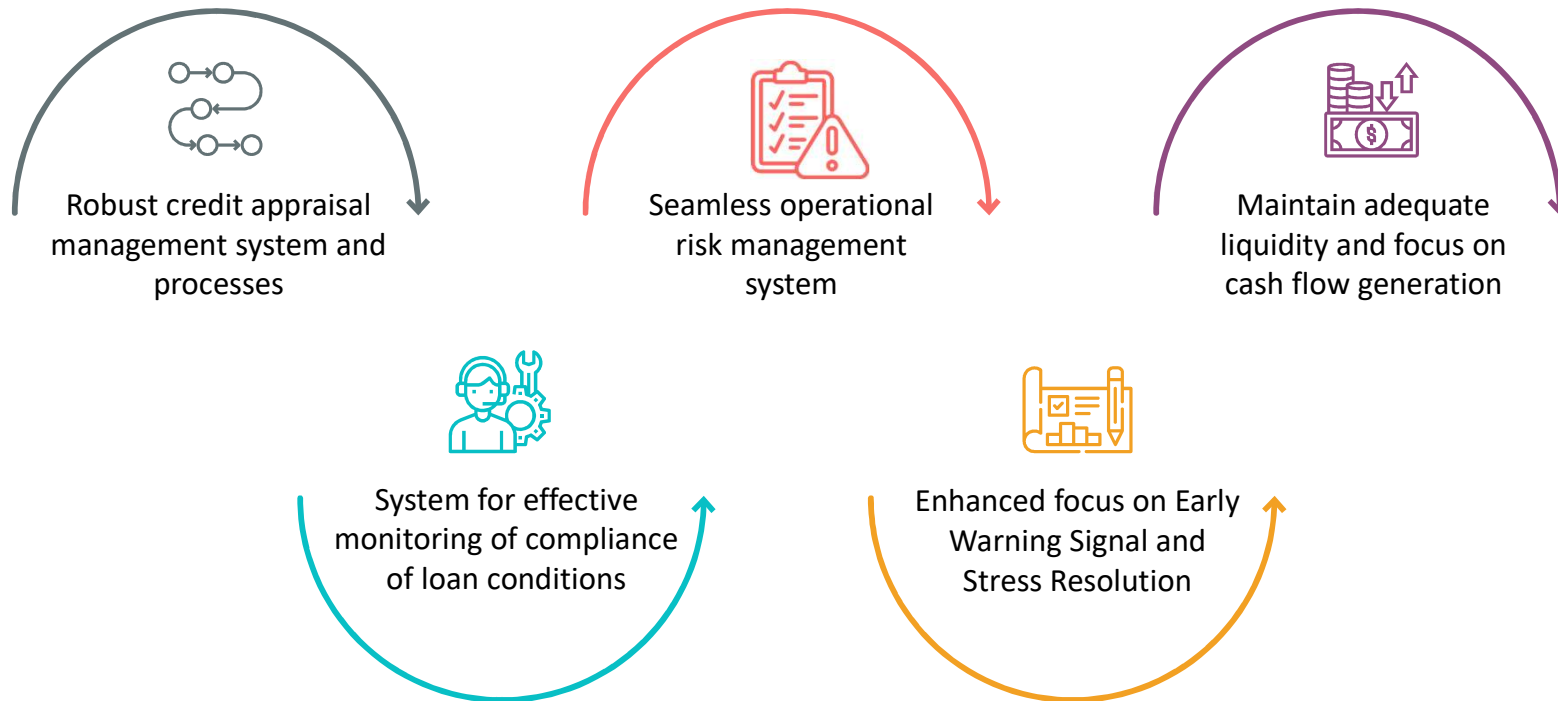 Robust credit appraisal
management system and
processes
Seamless operational
risk management
system
Maintain adequate
liquidity and focus on
cash flow generation
$
System for effective
monitoring of compliance
of loan conditions
Enhanced focus on Early
Warning Signal and
Stress Resolution